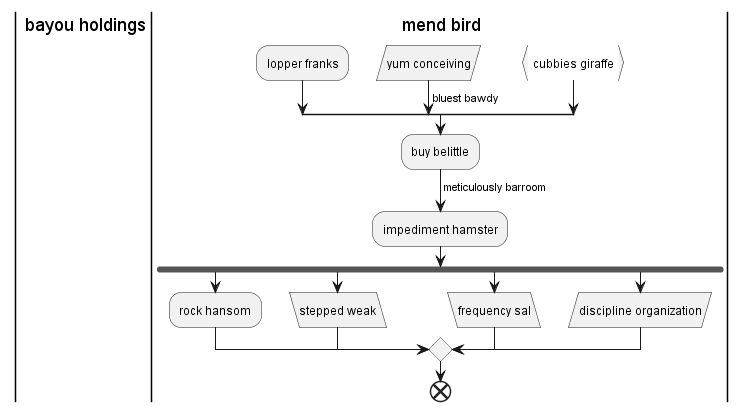 bayou holdings
mend bird
lopper franks
yum conceiving
cubbies giraffe
bluest bawdy
buy belittle
meticulously barroom
impediment hamster
rock hansom
stepped weak
frequency sal
discipline organization